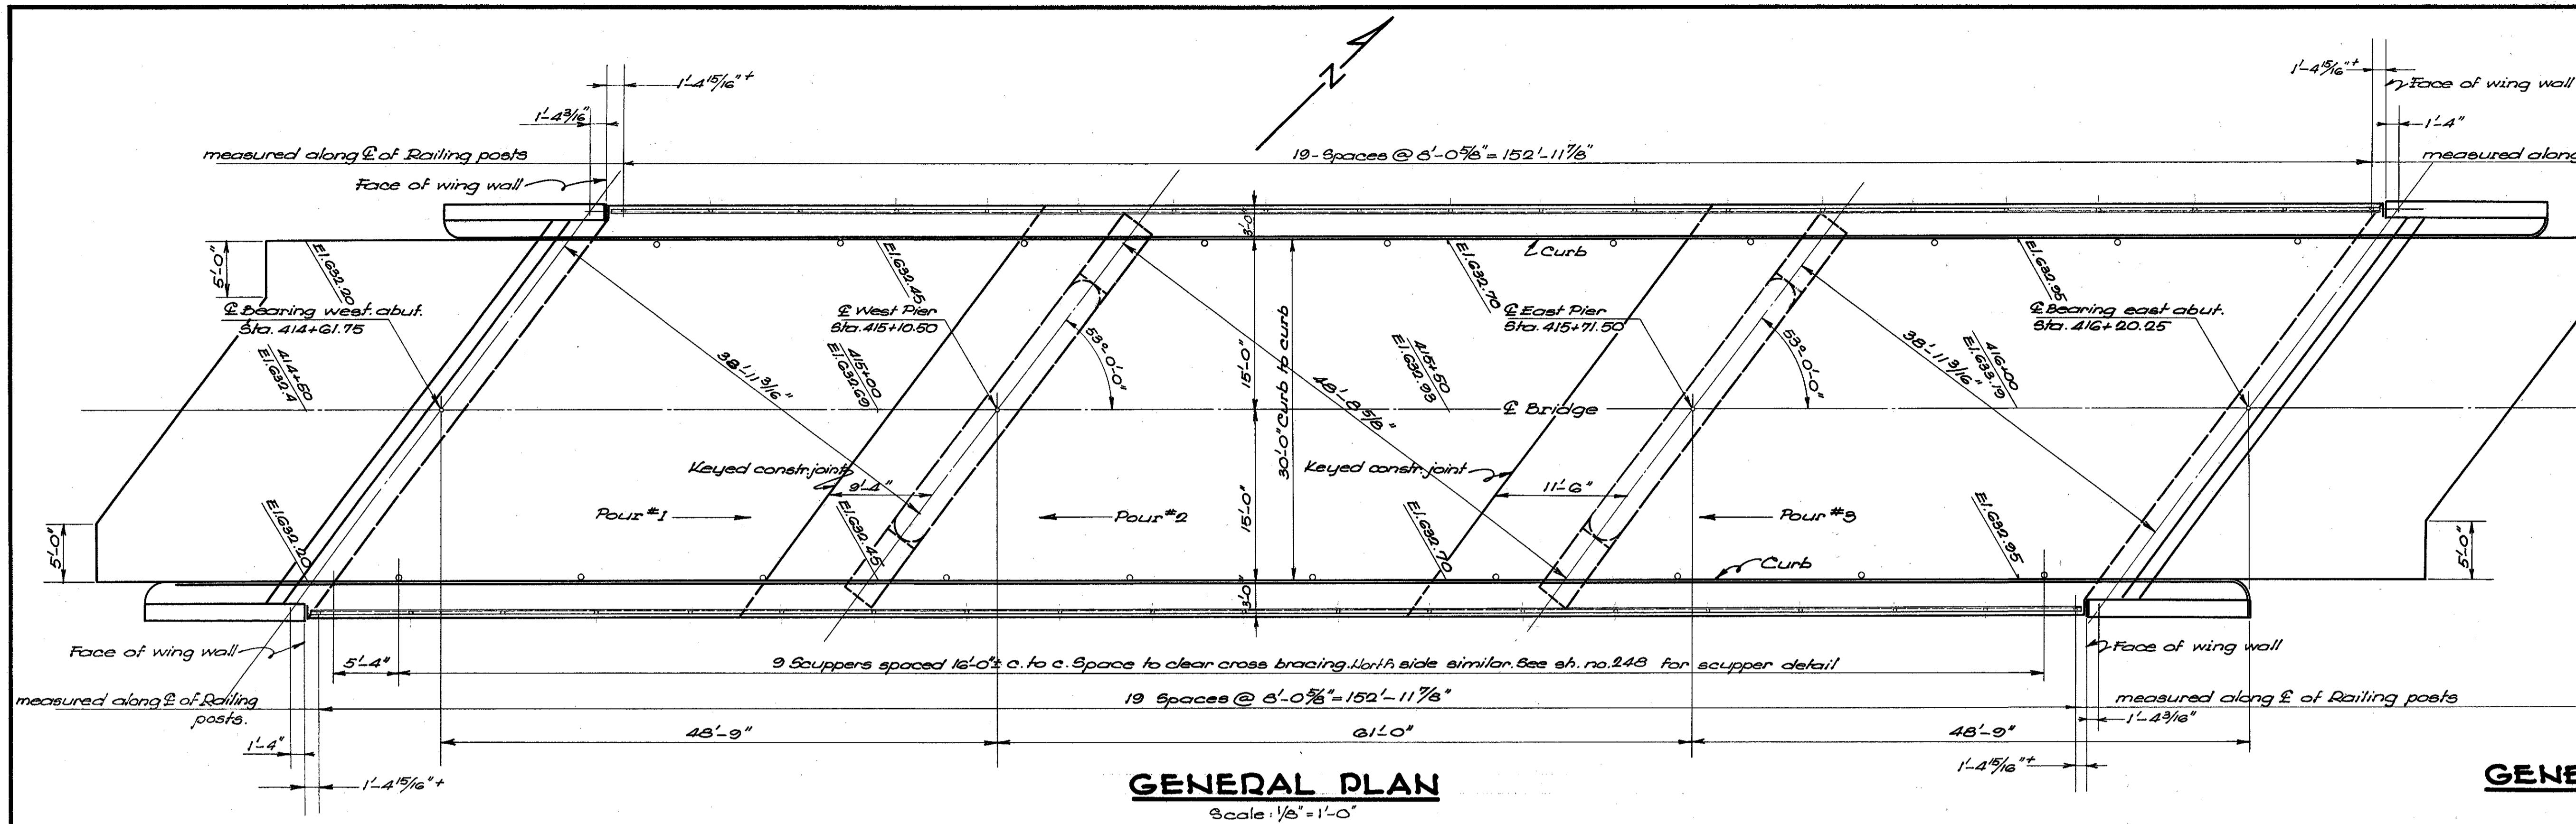 1'-4 15/16" +
1'-4 3/16"
N
1'-4 15/16" +
Face of wing wall
1'-4"
measured along ℄ of Railing posts
19-Spaces @ 8'-0 5/8" = 152'-11 7/8"
measured along
Face of wing wall
3'-0"
5'-0"
El. 632.20
El. 632.45
Curb
El. 632.70
El. 632.95
℄ Bearing west. abut.
Sta. 414+61.75
℄ West Pier
Sta. 415+10.50
℄ East Pier
Sta. 415+71.50
℄ Bearing east abut.
Sta. 416+20.25
414+50
El. 632.4
38'-11 3/16"
415+00
El. 632.69
53°-0'-0"
15'-0"
30'-0" Curb to curb
48'-8 5/8"
415+50
El. 632.93
53°-0'-0"
38'-11 3/16"
416+00
El. 633.19
℄ Bridge
Keyed constr. joint
9'-4"
Keyed constr. joint
11'-6"
Pour #1
Pour #2
15'-0"
Pour #3
5'-0"
El. 632.20
El. 632.45
El. 632.70
El. 632.95
Curb
5'-0"
3'-0"
Face of wing wall
5'-4"
9 Scuppers spaced 16'-0"± c. to c. Space to clear cross bracing. North side similar. See sh. no. 248 for scupper detail
Face of wing wall
measured along ℄ of Railing
posts.
19 Spaces @ 8'-0 5/8" = 152'-11 7/8"
measured along ℄ of Railing posts
1'-4"
48'-9"
61'-0"
48'-9"
1'-4 3/16"
1'-4 15/16" +
1'-4 15/16" +
GENERAL PLAN
Scale: 1/8" = 1'-0"
GENE